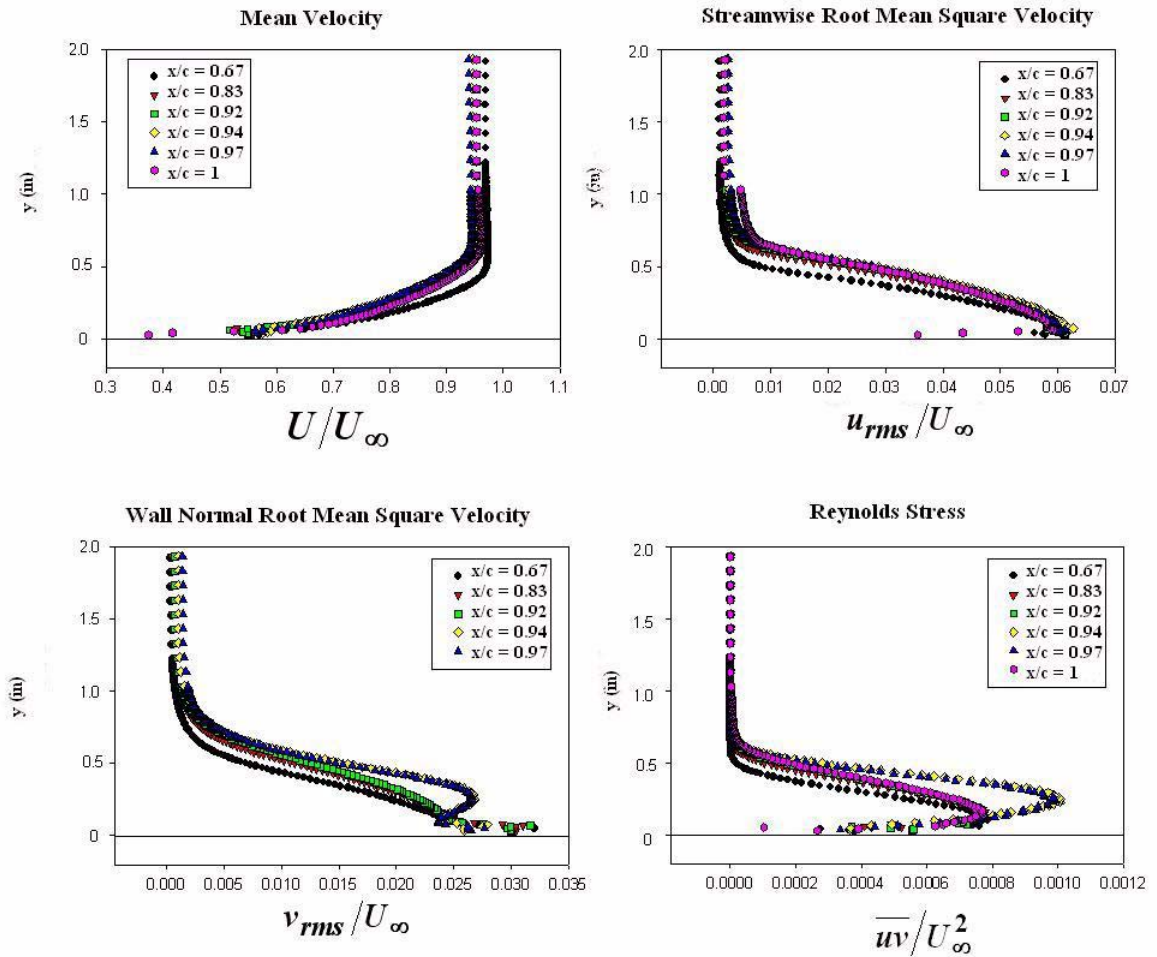 Mean Velocity
y (in)
2.0
1.5
1.0
0.5
0
x/c = 0.67
x/c = 0.83
x/c = 0.92
x/c = 0.94
x/c = 0.97
x/c = 1
0.3 0.4 0.5 0.6 0.7 0.8 0.9 1.0 1.1
U/U∞
Streamwise Root Mean Square Velocity
y (in)
2.0
1.5
1.0
0.5
0
x/c = 0.67
x/c = 0.83
x/c = 0.92
x/c = 0.94
x/c = 0.97
x/c = 1
0.00 0.01 0.02 0.03 0.04 0.05 0.06 0.07
u_rms/U∞
Wall Normal Root Mean Square Velocity
y (in)
2.0
1.5
1.0
0.5
0
x/c = 0.67
x/c = 0.83
x/c = 0.92
x/c = 0.94
x/c = 0.97
0.000 0.005 0.010 0.015 0.020 0.025 0.030 0.035
v_rms/U∞
Reynolds Stress
y (in)
2.0
1.5
1.0
0.5
0
x/c = 0.67
x/c = 0.83
x/c = 0.92
x/c = 0.94
x/c = 0.97
x/c = 1
0.0000 0.0002 0.0004 0.0006 0.0008 0.0010 0.0012
u̅v̅/U∞²